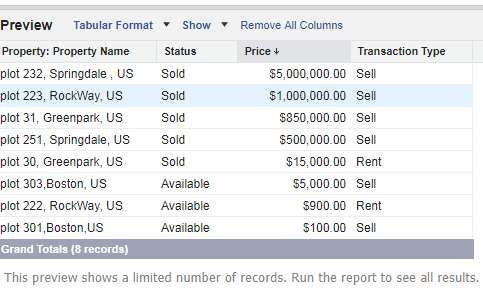 Preview Tabular Format Show Remove All Columns
Property: Property Name Status Price Transaction Type
plot 232, Springdale , US Sold $5,000,000.00 Sell
plot 223, RockWay, US Sold $1,000,000.00 Sell
plot 31, Greenpark, US Sold $850,000.00 Sell
plot 251, Springdale, US Sold $500,000.00 Sell
plot 30, Greenpark, US Sold $15,000.00 Rent
plot 303,Boston, US Available $5,000.00 Sell
plot 222, RockWay, US Available $900.00 Rent
plot 301,Boston,US Available $100.00 Sell
Grand Totals (8 records)
This preview shows a limited number of records. Run the report to see all results.